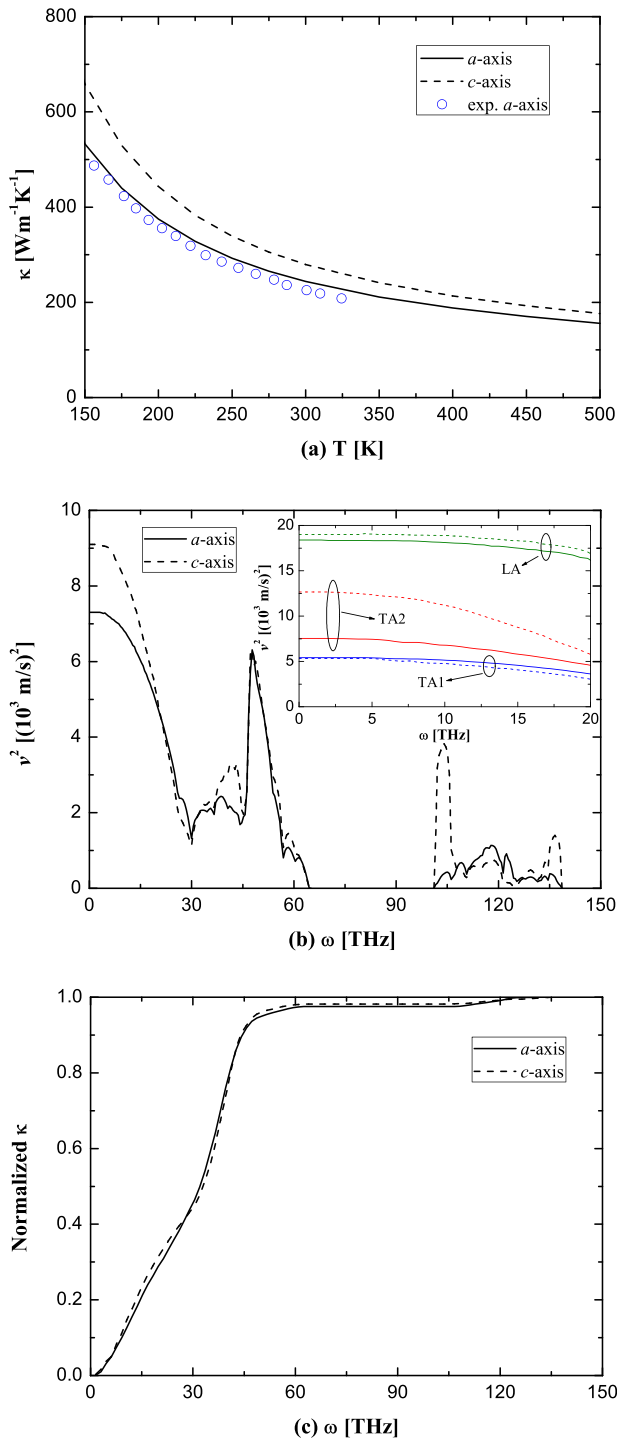 800
600
400
200
0
κ [Wm⁻¹K⁻¹]
a-axis
c-axis
exp. a-axis
150 200 250 300 350 400 450 500
(a) T [K]
10
8
6
4
2
0
v² [(10³ m/s)²]
a-axis
c-axis
20
15
10
5
0
v² [(10³ m/s)²]
LA
TA2
TA1
0 5 10 15 20
ω [THz]
0 30 60 90 120 150
(b) ω [THz]
1.0
0.8
0.6
0.4
0.2
0.0
Normalized κ
a-axis
c-axis
0 30 60 90 120 150
(c) ω [THz]